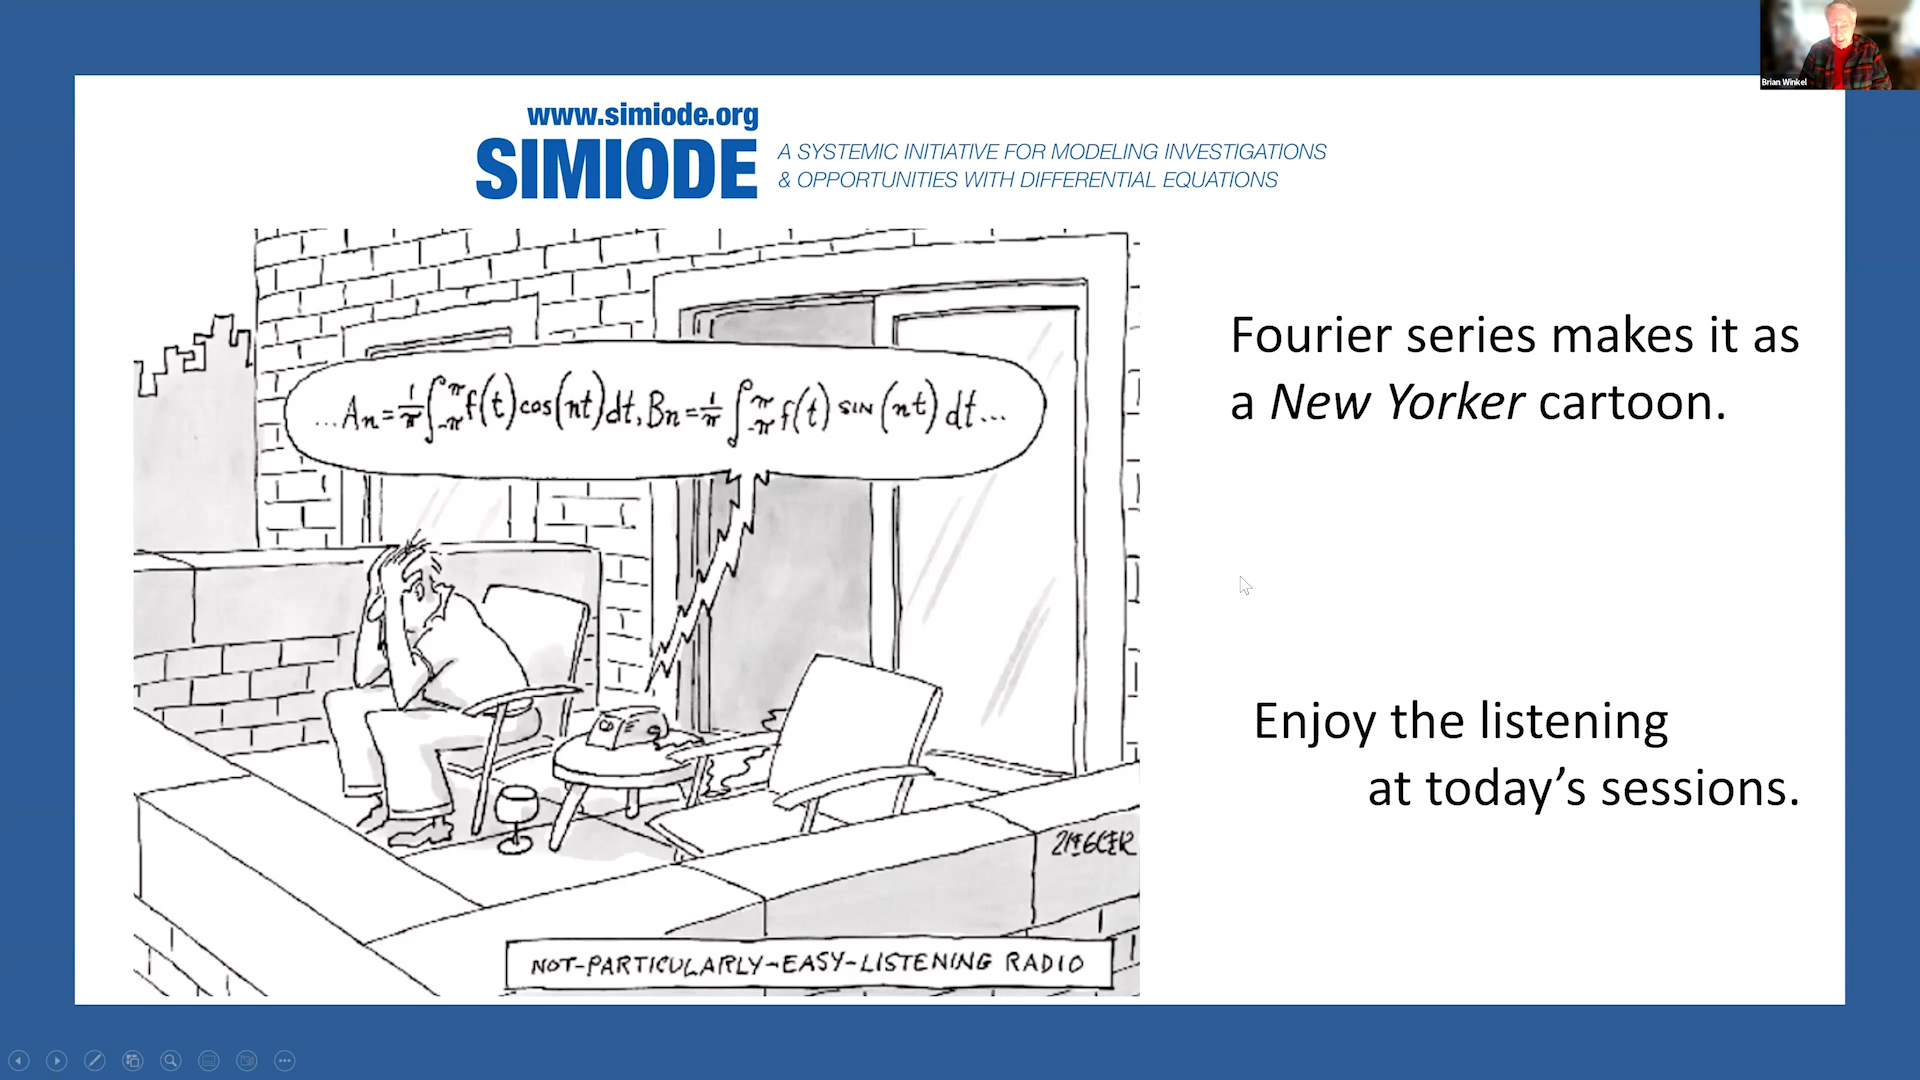 Brian Winkel
www.simiode.org
SIMIODE
A SYSTEMIC INITIATIVE FOR MODELING INVESTIGATIONS
& OPPORTUNITIES WITH DIFFERENTIAL EQUATIONS
Fourier series makes it as
a New Yorker cartoon.
...An=1/π∫-π^π f(t)cos(nt)dt, Bn=1/π∫-π^π f(t) sin (nt) dt...
Enjoy the listening
at today’s sessions.
ZIEGLER
NOT-PARTICULARLY-EASY-LISTENING RADIO